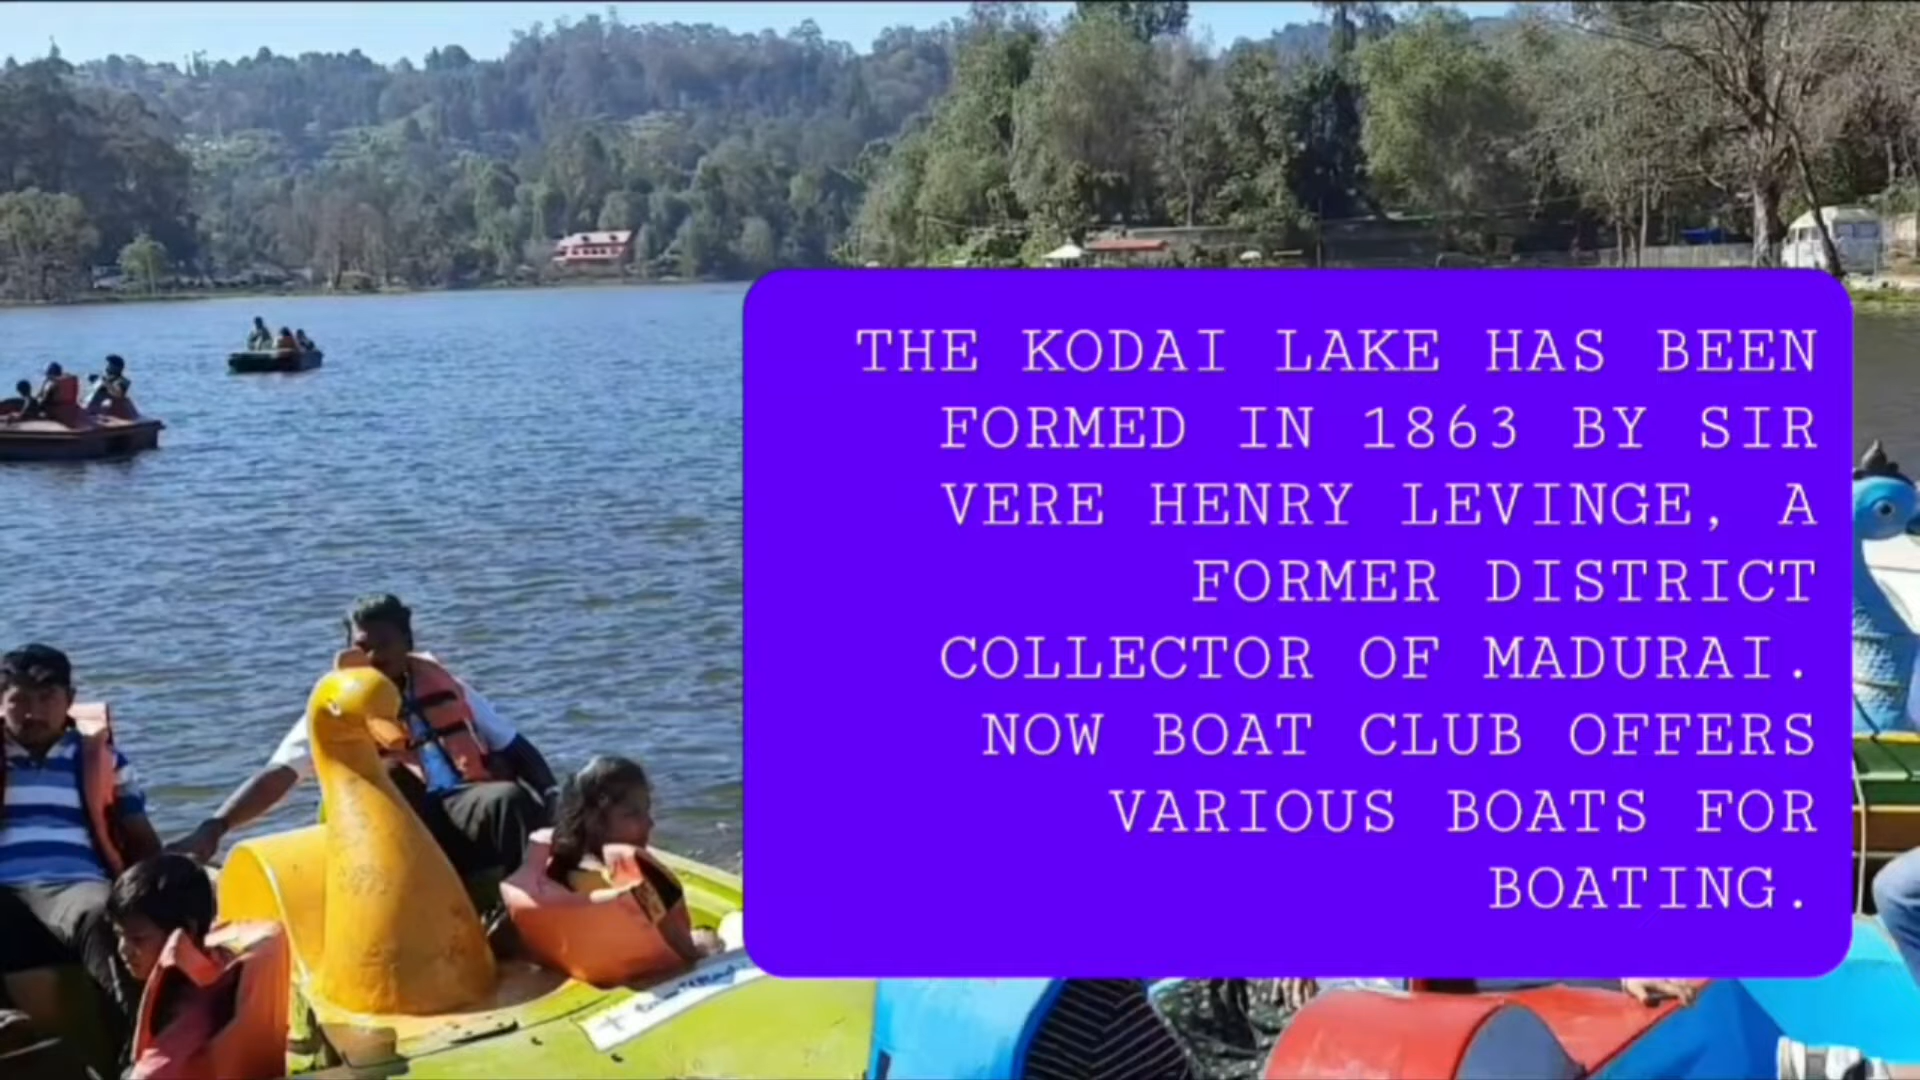 THE KODAI LAKE HAS BEEN
FORMED IN 1863 BY SIR
VERE HENRY LEVINGE, A
FORMER DISTRICT
COLLECTOR OF MADURAI.
NOW BOAT CLUB OFFERS
VARIOUS BOATS FOR
BOATING.